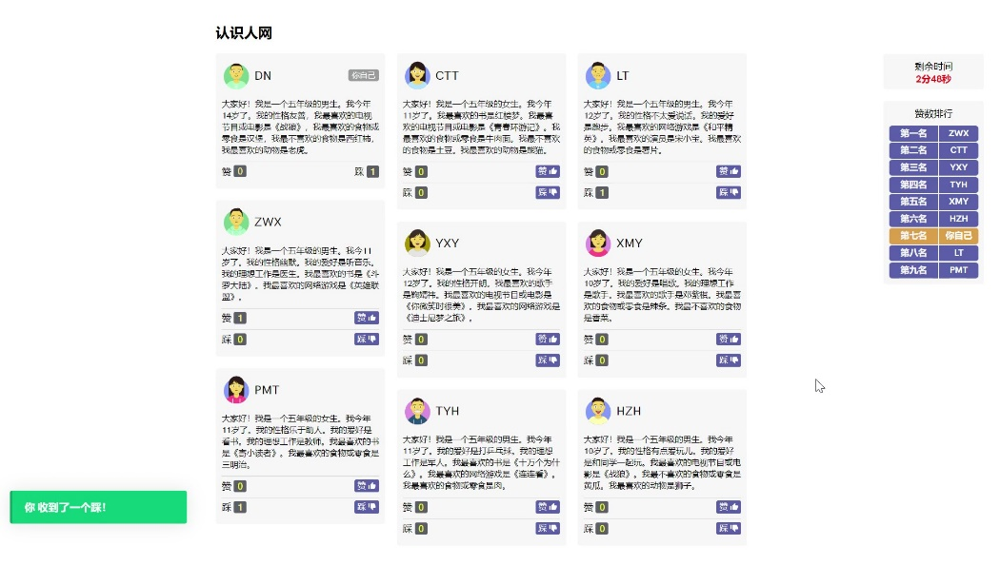 认识人网
DN
你自己
大家好！我是一个五年级的男生。我今年
14岁了。我的性格友善。我最喜欢的电视
节目或电影是《战狼》。我最喜欢的食物或
零食是汉堡。我最不喜欢的食物是西红柿。
我最喜欢的动物是老虎。
赞 0
踩 1
ZWX
大家好！我是一个五年级的男生。我今11
岁了。我的性格幽默。我的爱好是听音乐。
我的理想工作是医生。我最喜欢的书是《斗
罗大陆》。我最喜欢的网络游戏是《英雄联
盟》。
赞 1 赞
踩 0 踩
PMT
大家好！我是一个五年级的女生。我今年
11岁了。我的性格乐于助人。我的爱好是
看书。我的理想工作是教师。我最喜欢的书
是《寄小读者》。我最喜欢的食物或零食是
三明治。
赞 0 赞
踩 1 踩
CTT
大家好！我是一个五年级的女生。我今年
11岁了。我最喜欢的书是红楼梦。我最喜
欢的电视节目或电影是《青春环游记》。我
最喜欢的食物或零食是牛肉面。我最不喜欢
的食物是土豆。我最喜欢的动物是熊猫。
赞 0 赞
踩 0 踩
YXY
大家好！我是一个五年级的女生。我今年
12岁了。我的性格开朗。我最喜欢的歌手
是鞠婧祎。我最喜欢的电视节目或电影是
《你微笑时很美》。我最喜欢的网络游戏是
《迪士尼梦之旅》。
赞 0 赞
踩 0 踩
TYH
大家好！我是一个五年级的男生。我今年
11岁了。我的爱好是打乒乓球。我的理想
工作是军人。我最喜欢的书是《十万个为什
么》。我最喜欢的网络游戏是《连连看》。
我最喜欢的食物或零食是肉。
赞 0 赞
踩 0 踩
LT
大家好！我是一个五年级的男生。我今年
12岁了。我的性格不太爱说话。我的爱好
是跑步。我最喜欢的网络游戏是《和平精
英》。我最喜欢的演员是宋小宝。我最喜欢
的食物或零食是薯片。
赞 0 赞
踩 1 踩
XMY
大家好！我是一个五年级的女生。我今年
10岁了。我的爱好是唱歌。我的理想工作
是歌手。我最喜欢的歌手是邓紫棋。我最喜
欢的食物或零食是辣条。我最不喜欢的食物
是香菜。
赞 0 赞
踩 0 踩
HZH
大家好！我是一个五年级的男生。我今年
10岁了。我的性格有点爱玩儿。我的爱好
是和同学一起玩。我最喜欢的电视节目或电
影是《战狼》。我最不喜欢的食物或零食是
黄瓜。我最喜欢的动物是狮子。
赞 0 赞
踩 0 踩
剩余时间
2分48秒
赞数排行
第一名 ZWX
第二名 CTT
第三名 YXY
第四名 TYH
第五名 XMY
第六名 HZH
第七名 你自己
第八名 LT
第九名 PMT
你 收到了一个踩！